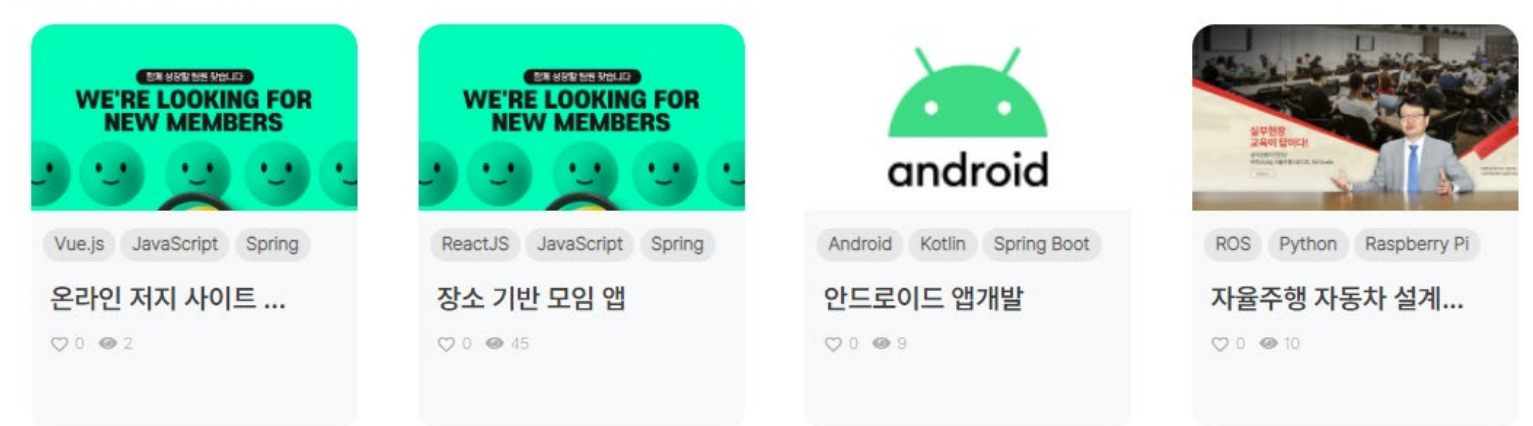 함께 성장할 팀원 찾습니다
WE'RE LOOKING FOR
NEW MEMBERS
Vue.js JavaScript Spring
온라인 저지 사이트 ...
0 2
함께 성장할 팀원 찾습니다
WE'RE LOOKING FOR
NEW MEMBERS
ReactJS JavaScript Spring
장소 기반 모임 앱
0 45
android
Android Kotlin Spring Boot
안드로이드 앱개발
0 9
실무현장
교육이 답이다!
ROS Python Raspberry Pi
자율주행 자동차 설계...
0 10